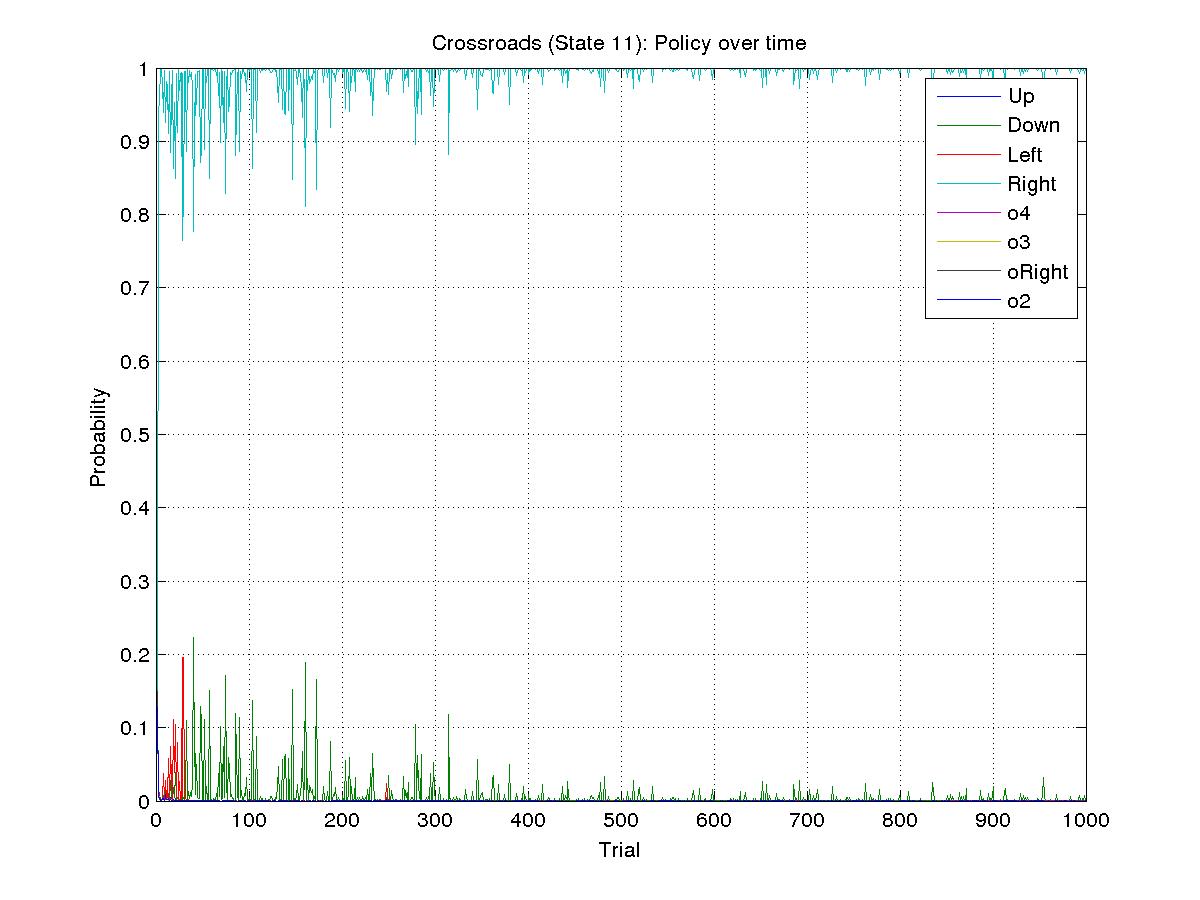 Crossroads (State 11): Policy over time
1
0.9
0.8
0.7
0.6
0.5
0.4
0.3
0.2
0.1
0
Probability
Up
Down
Left
Right
o4
o3
oRight
o2
0 100 200 300 400 500 600 700 800 900 1000
Trial